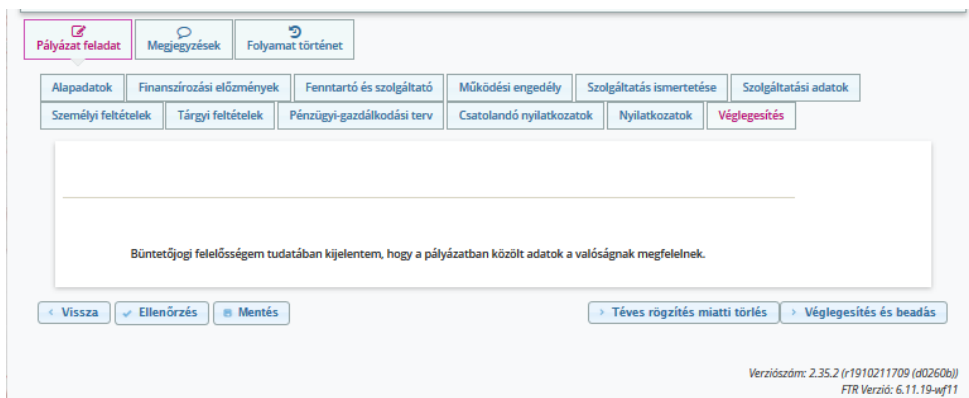 Pályázat feladat Megjegyzések Folyamat történet
Alapadatok Finanszírozási előzmények Fenntartó és szolgáltató Működési engedély Szolgáltatás ismertetése Szolgáltatási adatok
Személyi feltételek Tárgyi feltételek Pénzügyi-gazdálkodási terv Csatolandó nyilatkozatok Nyilatkozatok Véglegesítés
Büntetőjogi felelősségem tudatában kijelentem, hogy a pályázatban közölt adatok a valóságnak megfelelnek.
Vissza Ellenőrzés Mentés Téves rögzítés miatti törlés Véglegesítés és beadás
Verziószám: 2.35.2 (r1910211709 (d0260b))
FTR Verzió: 6.11.19-wf11